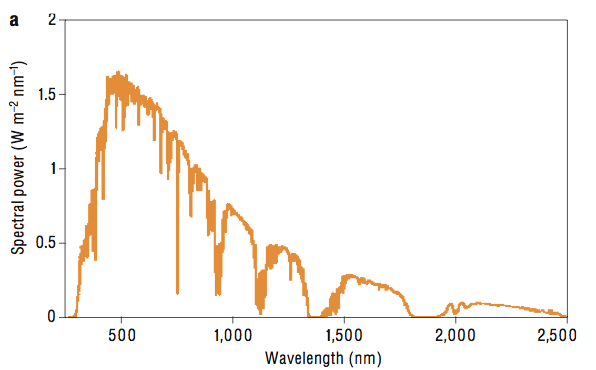 a
2
1.5
1
0.5
0
Spectral power (W m⁻² nm⁻¹)
500 1,000 1,500 2,000 2,500
Wavelength (nm)